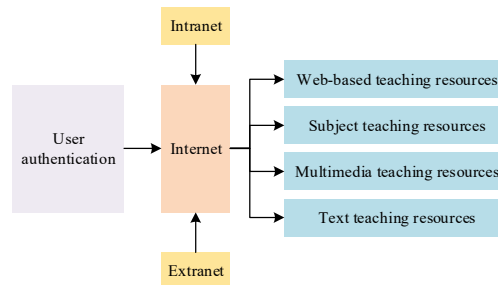 Intranet
User
authentication
Internet
Extranet
Web-based teaching resources
Subject teaching resources
Multimedia teaching resources
Text teaching resources